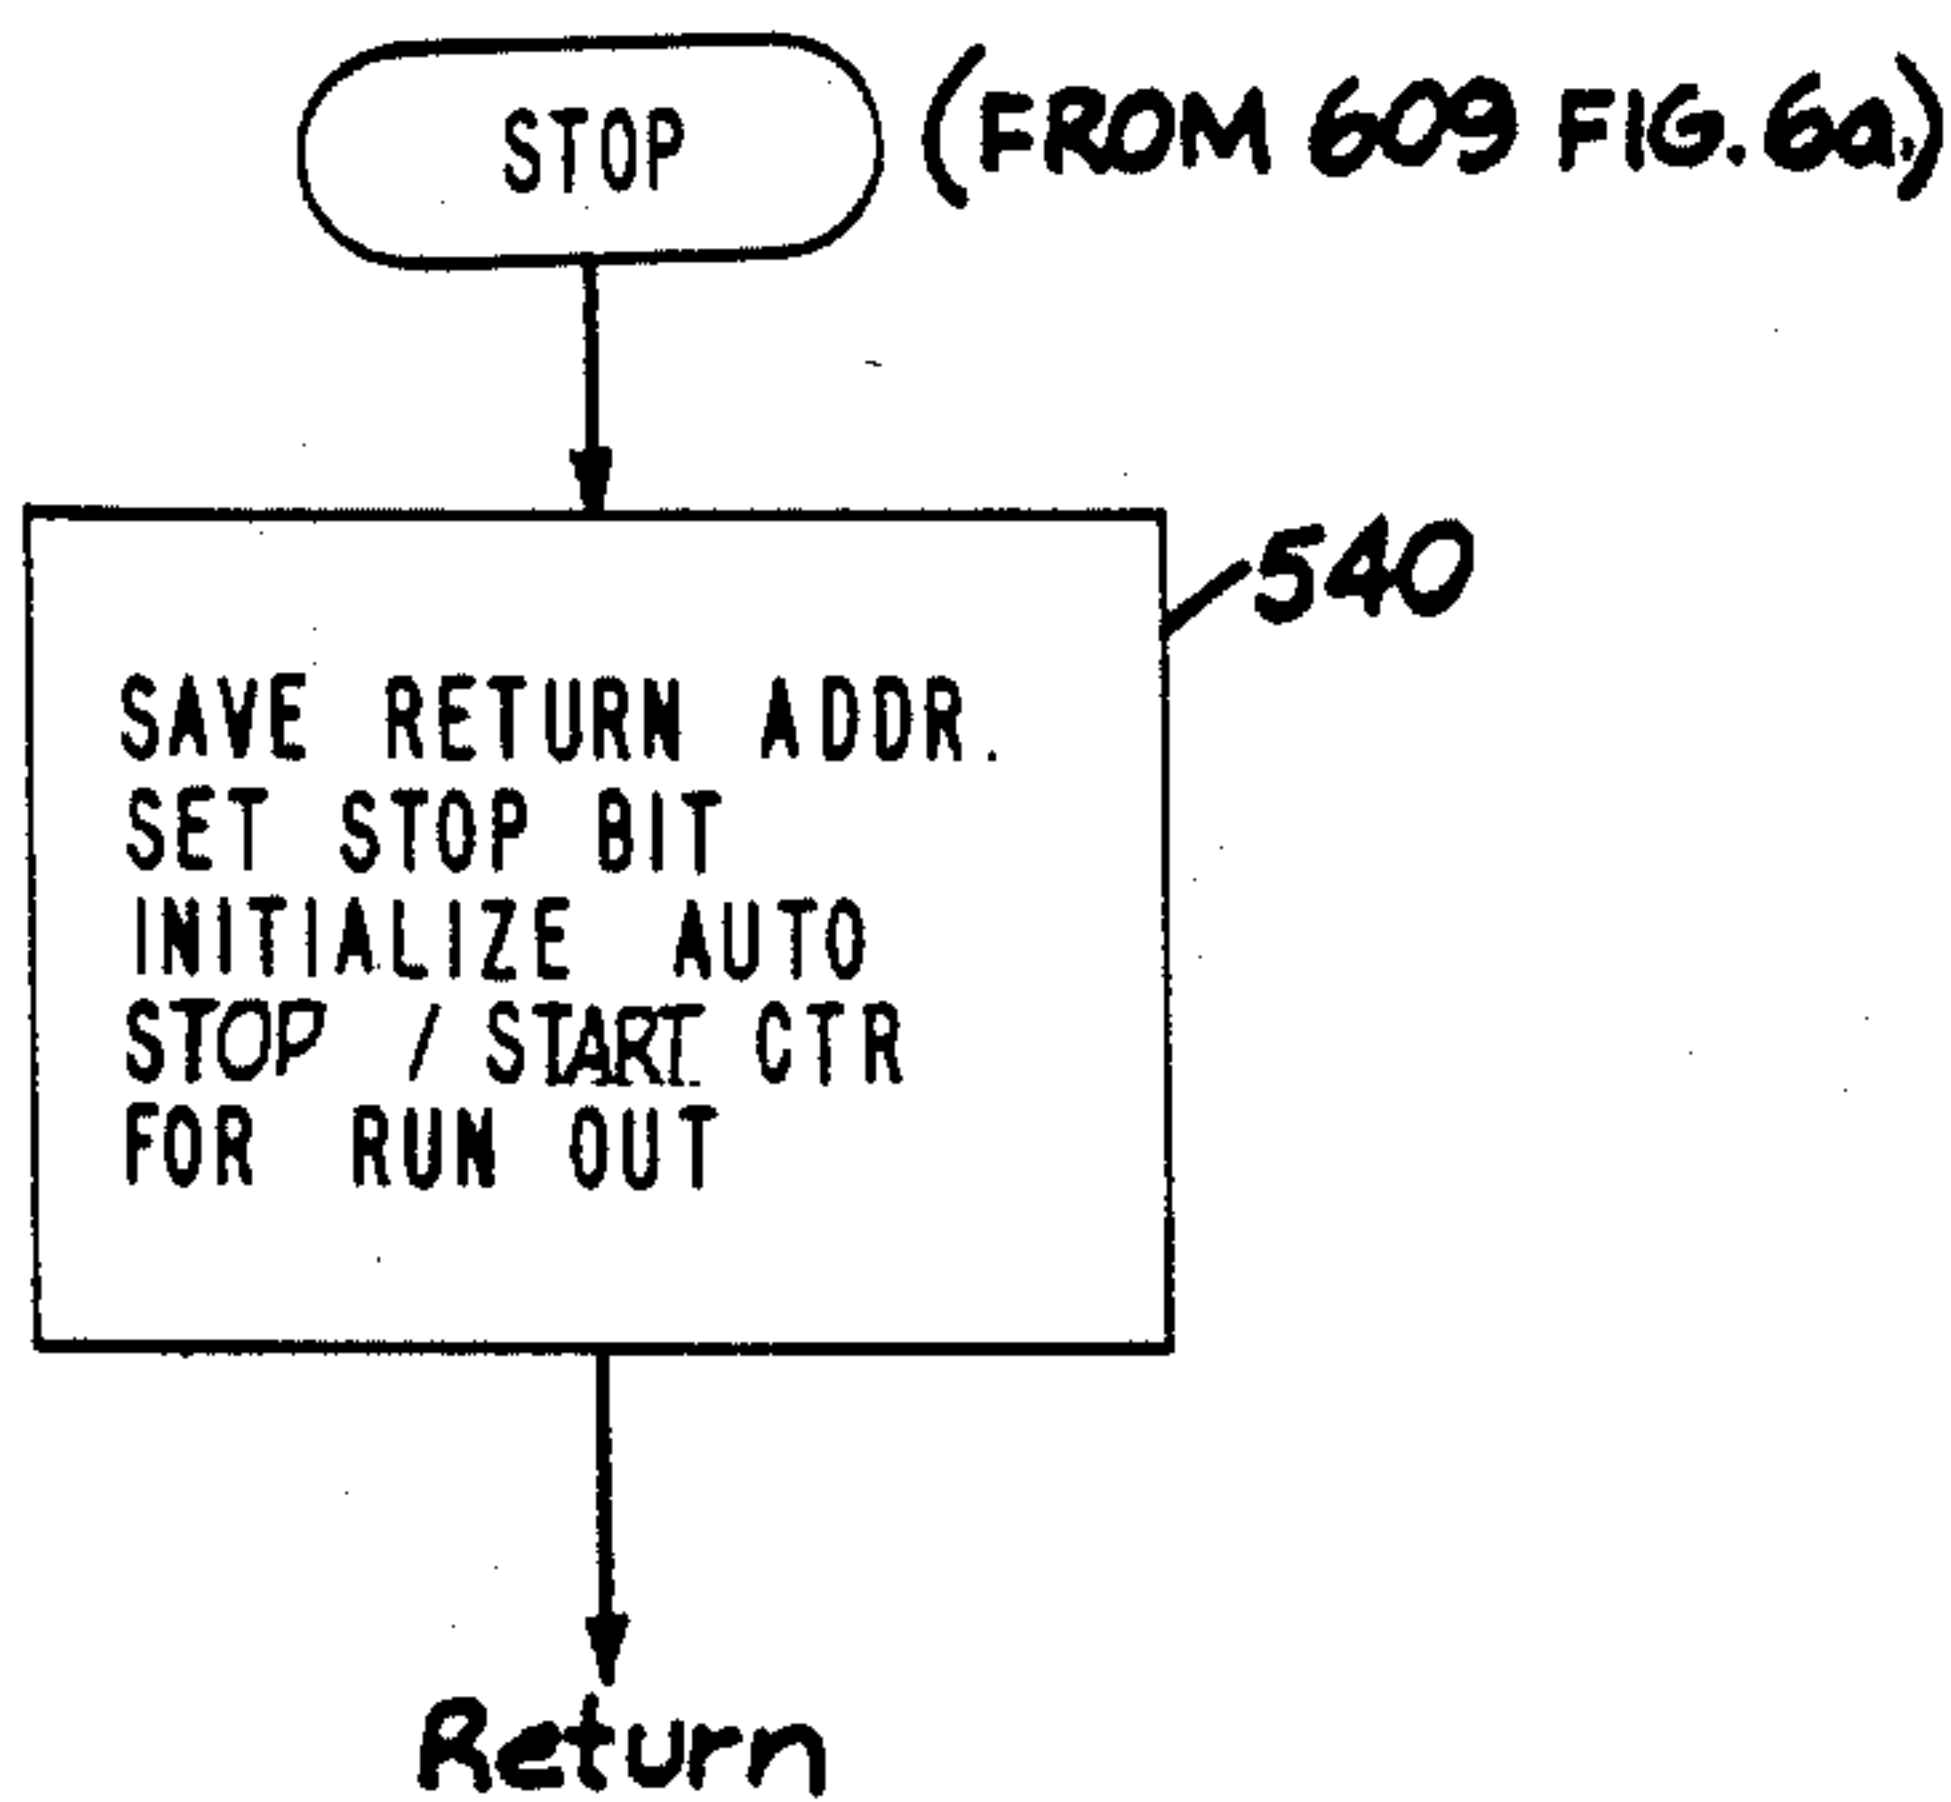 STOP (FROM 609 FIG. 6a.)
540
SAVE RETURN ADDR.
SET STOP BIT
INITIALIZE AUTO
STOP / START CTR
FOR RUN OUT
Return